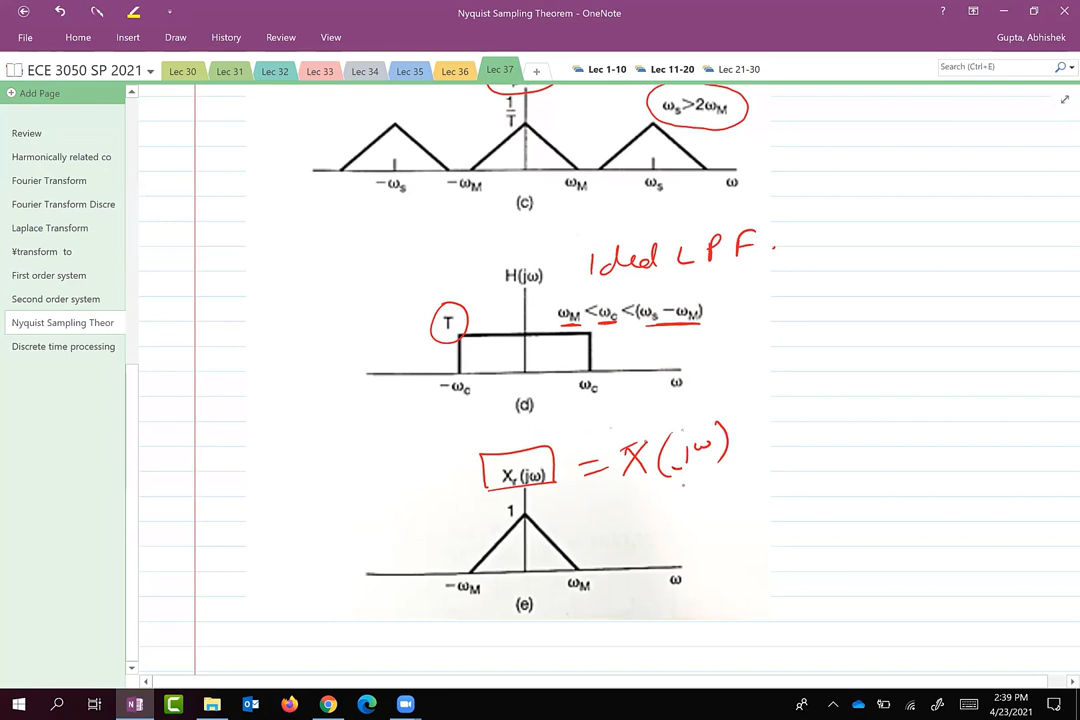 Nyquist Sampling Theorem - OneNote
File Home Insert Draw History Review View
Gupta, Abhishek
ECE 3050 SP 2021
Lec 30 Lec 31 Lec 32 Lec 33 Lec 34 Lec 35 Lec 36 Lec 37
Lec 1-10 Lec 11-20 Lec 21-30
Search (Ctrl+E)
Add Page
Review
Harmonically related co
Fourier Transform
Fourier Transform Discre
Laplace Transform
¥transform to
First order system
Second order system
Nyquist Sampling Theor
Discrete time processing
1/T
ωs>2ωM
−ωs −ωM ωM ωs ω
(c)
Ideal LPF.
H(jω)
T
ωM <ωc <(ωs −ωM)
−ωc ωc ω
(d)
Xr(jω) = X(jω)
1
−ωM ωM ω
(e)
2:39 PM
4/23/2021